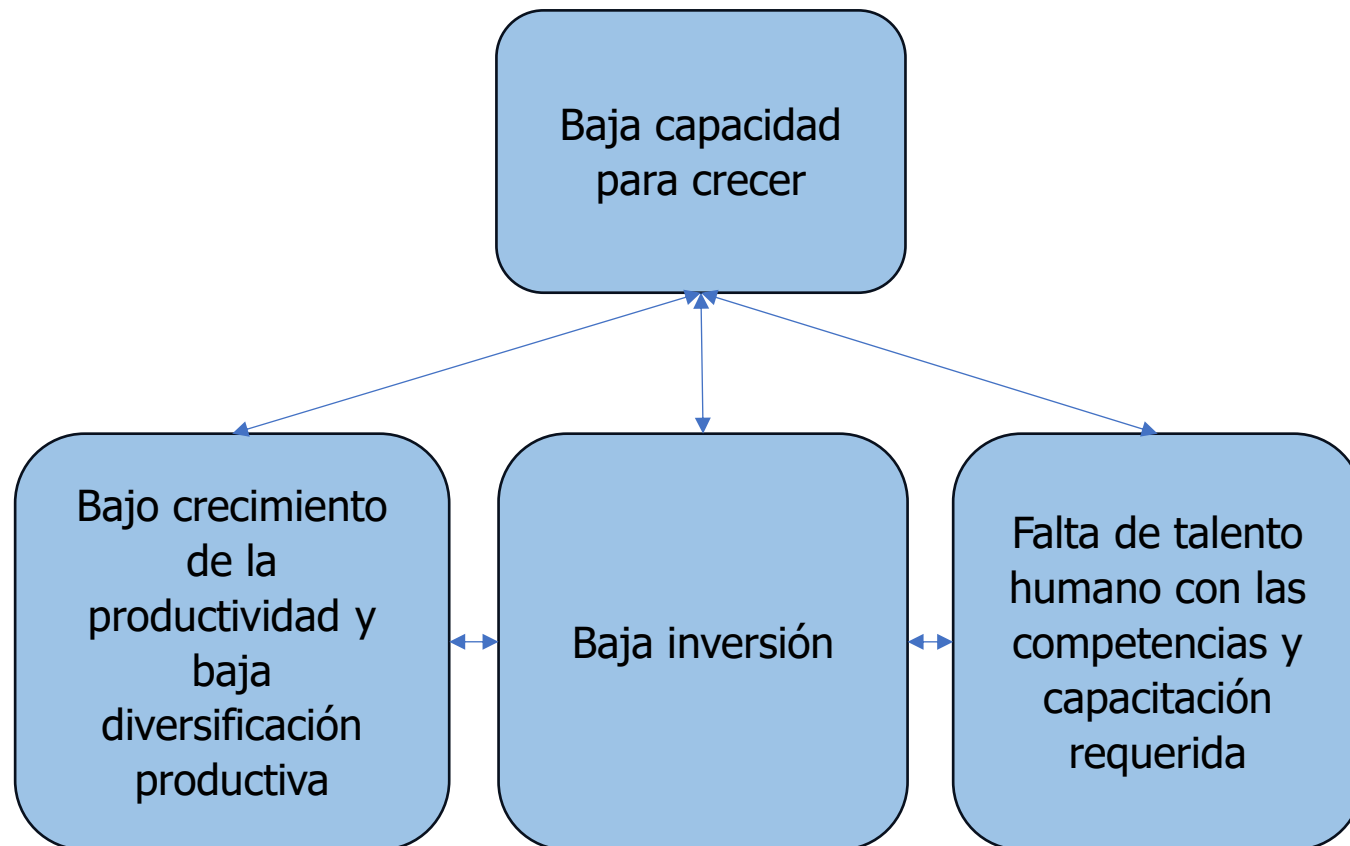 Baja capacidad
para crecer
Bajo crecimiento
de la
productividad y
baja
diversificación
productiva
Baja inversión
Falta de talento
humano con las
competencias y
capacitación
requerida